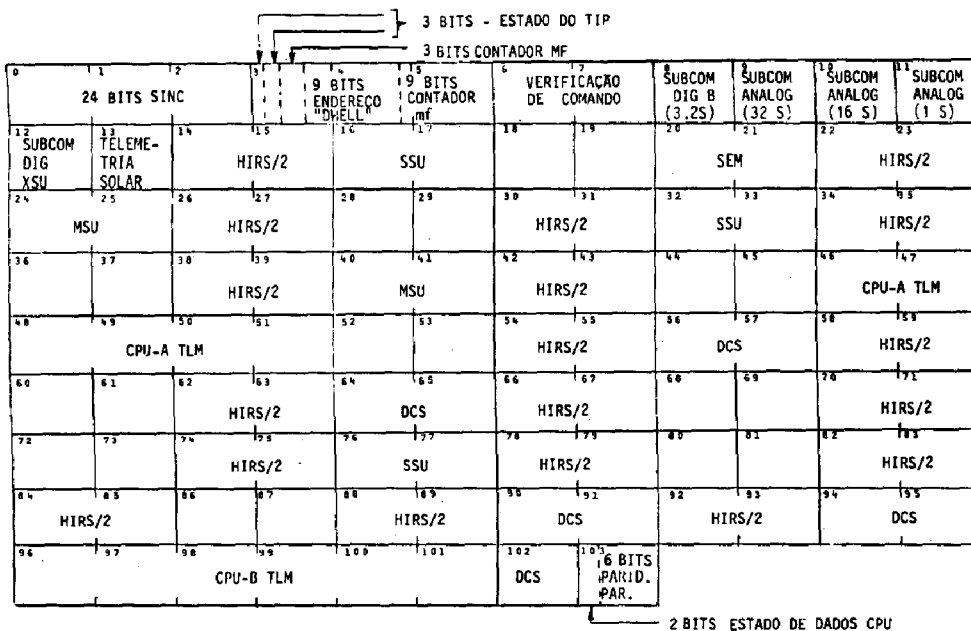 3 BITS - ESTADO DO TIP
3 BITS CONTADOR MF
0 1 2 3 4 5 6 7 8 9 10 11
24 BITS SINC
9 BITS ENDEREÇO "DWELL"
9 BITS CONTADOR mf
VERIFICAÇÃO DE COMANDO
SUBCOM DIG B (3.2S)
SUBCOM ANALOG (32 S)
SUBCOM ANALOG (16 S)
SUBCOM ANALOG (1 S)
12 13 14 15 16 17 18 19 20 21 22 23
SUBCOM DIG XSU
TELEME-
TRIA
SOLAR
HIRS/2 SSU SEM HIRS/2
24 25 26 27 28 29 30 31 32 33 34 35
MSU HIRS/2 HIRS/2 SSU HIRS/2
36 37 38 39 40 41 42 43 44 45 46 47
HIRS/2 MSU HIRS/2 CPU-A TLM
48 49 50 51 52 53 54 55 56 57 58 59
CPU-A TLM HIRS/2 DCS HIRS/2
60 61 62 63 64 65 66 67 68 69 70 71
HIRS/2 DCS HIRS/2 HIRS/2
72 73 74 75 76 77 78 79 80 81 82 83
HIRS/2 SSU HIRS/2 HIRS/2
84 85 86 87 88 89 90 91 92 93 94 95
HIRS/2 HIRS/2 DCS HIRS/2 DCS
96 97 98 99 100 101 102 103
CPU-B TLM DCS
6 BITS
PARID.
PAR.
2 BITS ESTADO DE DADOS CPU